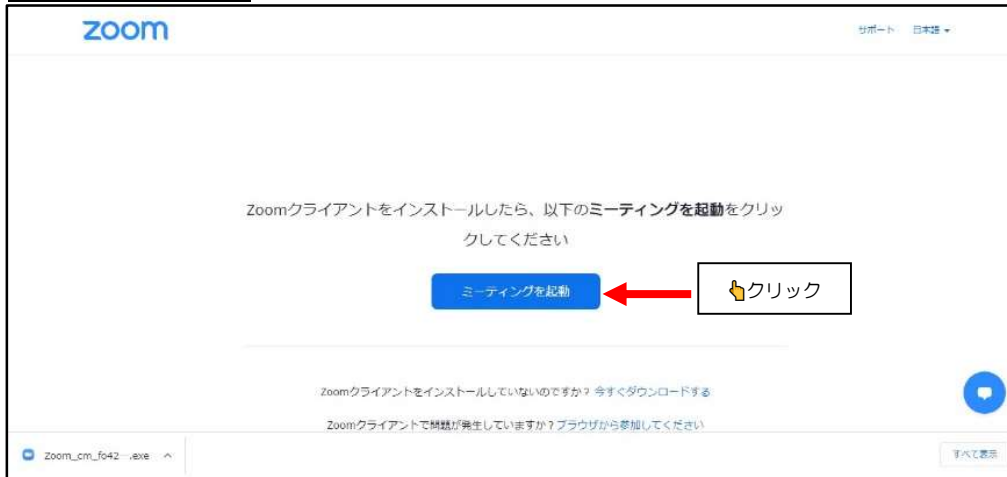 zoom
サポート 日本語
Zoomクライアントをインストールしたら、以下のミーティングを起動をクリッ
クしてください
ミーティングを起動
クリック
Zoomクライアントをインストールしていないのですか? 今すぐダウンロードする
Zoomクライアントで問題が発生していますか?ブラウザから参加してください
Zoom_cm_fo42….exe
すべて表示